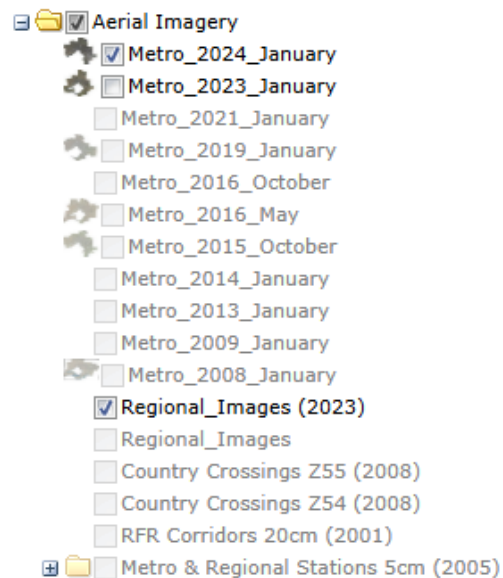 Aerial Imagery
Metro_2024_January
Metro_2023_January
Metro_2021_January
Metro_2019_January
Metro_2016_October
Metro_2016_May
Metro_2015_October
Metro_2014_January
Metro_2013_January
Metro_2009_January
Metro_2008_January
Regional_Images (2023)
Regional_Images
Country Crossings Z55 (2008)
Country Crossings Z54 (2008)
RFR Corridors 20cm (2001)
Metro & Regional Stations 5cm (2005)